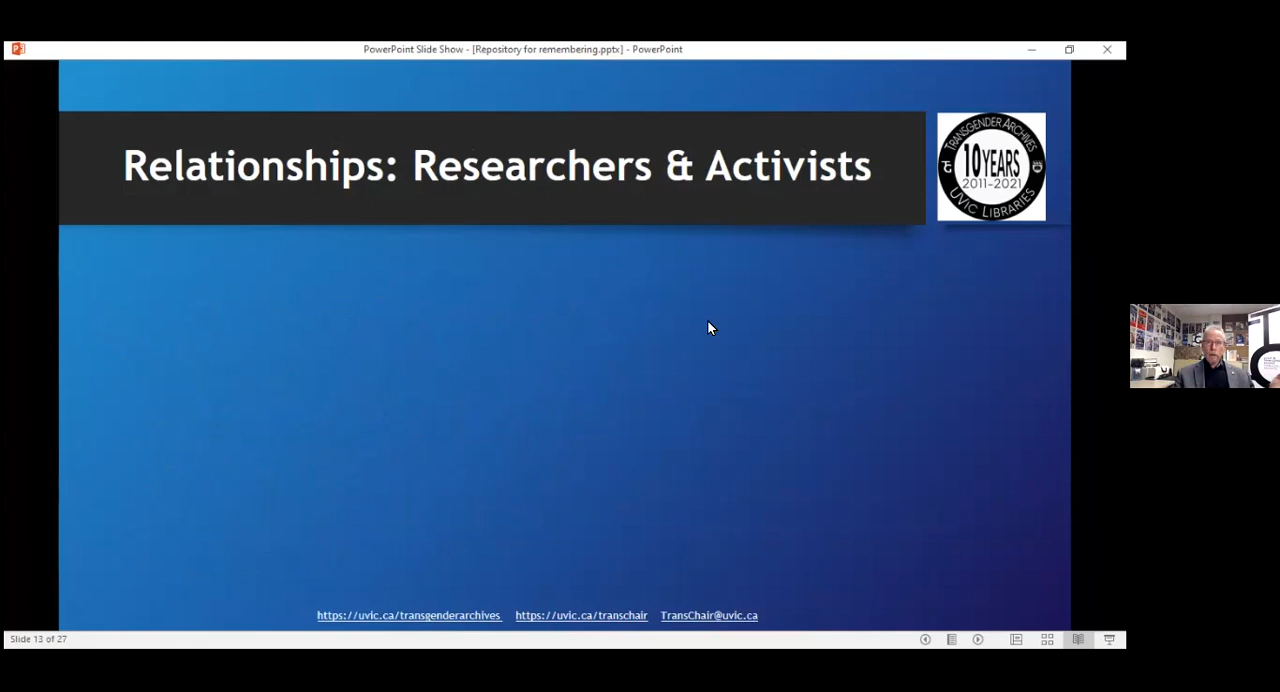 PowerPoint Slide Show - [Repository for remembering.pptx] - PowerPoint
Relationships: Researchers & Activists
TRANSGENDER ARCHIVES
10 YEARS
2011-2021
UVIC LIBRARIES
https://uvic.ca/transgenderarchives https://uvic.ca/transchair TransChair@uvic.ca
Slide 13 of 27